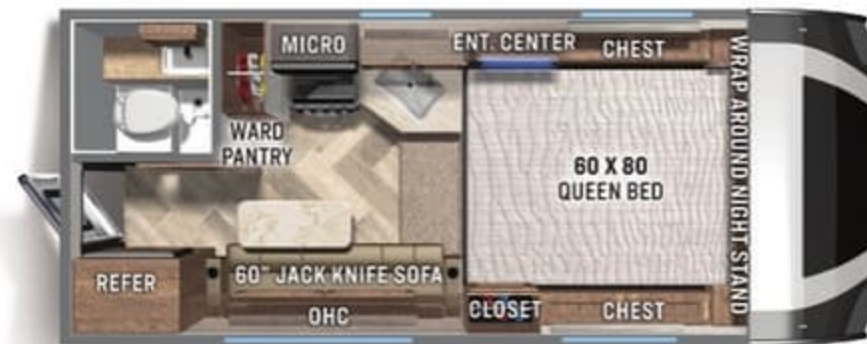 MICRO
ENT. CENTER
CHEST
WARD
PANTRY
60 X 80
QUEEN BED
WRAP AROUND NIGHT STAND
REFER
60" JACK KNIFE SOFA
OHC
CLOSET
CHEST